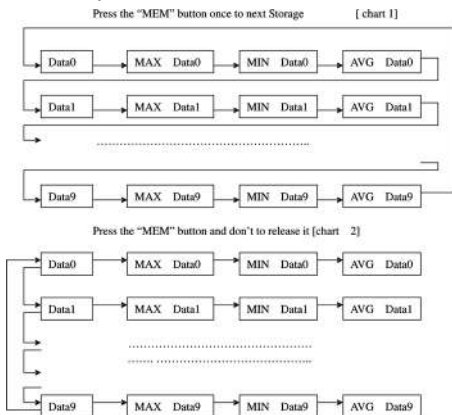 Press the “MEM” button once to next Storage [ chart 1]
Data0 MAX Data0 MIN Data0 AVG Data0
Data1 MAX Data1 MIN Data1 AVG Data1
Data9 MAX Data9 MIN Data9 AVG Data9
Press the “MEM” button and don't to release it [chart 2]
Data0 MAX Data0 MIN Data0 AVG Data0
Data1 MAX Data1 MIN Data1 AVG Data1
Data9 MAX Data9 MIN Data9 AVG Data9